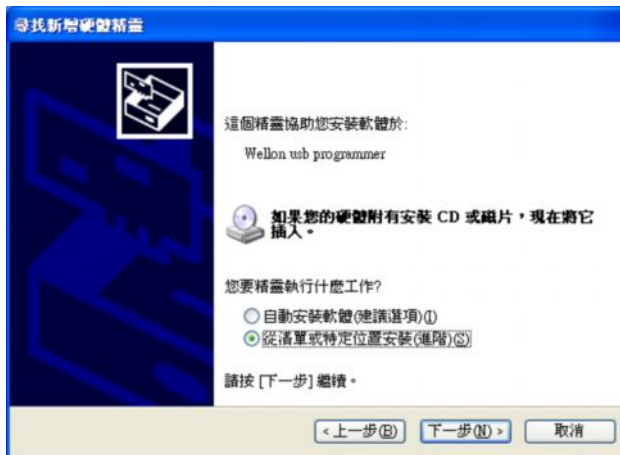 尋找新增硬體精靈
這個精靈協助您安裝軟體於:
Wellon usb programmer
如果您的硬體附有安裝 CD 或磁片，現在將它
插入。
您要精靈執行什麼工作?
自動安裝軟體(建議選項)(I)
從清單或特定位置安裝(進階)(S)
請按 [下一步] 繼續。
<上一步(B) 下一步(N)> 取消